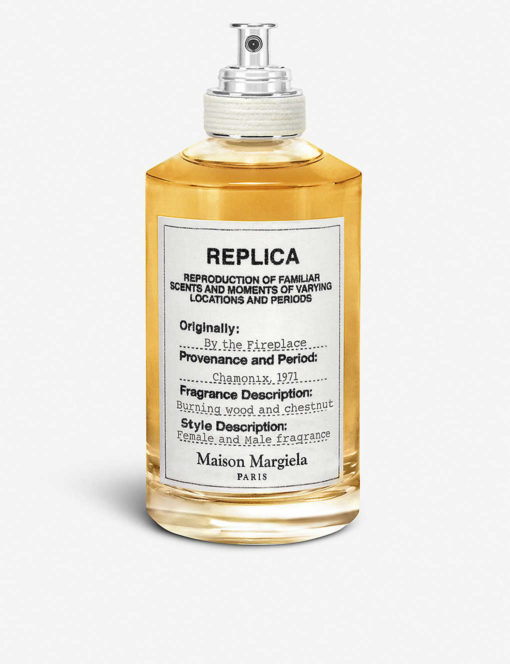 REPLICA
REPRODUCTION OF FAMILIAR
SCENTS AND MOMENTS OF VARYING
LOCATIONS AND PERIODS
Originally:
By the Fireplace
Provenance and Period:
Chamonix, 1971
Fragrance Description:
Burning wood and chestnut
Style Description:
Female and Male fragrance
Maison Margiela
PARIS